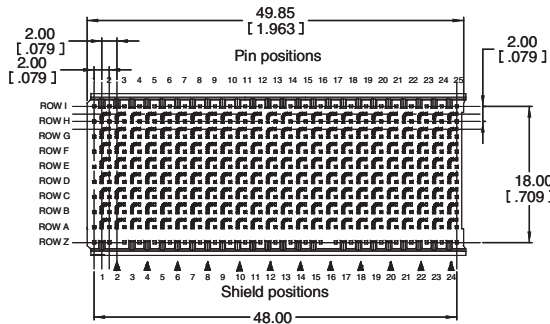 49.85
[ 1.963 ]
2.00
[ .079 ]
2.00
[ .079 ]
2.00
[ .079 ]
Pin positions
1 2 3 4 5 6 7 8 9 10 11 12 13 14 15 16 17 18 19 20 21 22 23 24 25
ROW I
ROW H
ROW G
ROW F
ROW E
ROW D
ROW C
ROW B
ROW A
ROW Z
18.00
[ .709 ]
1 2 3 4 5 6 7 8 9 10 11 12 13 14 15 16 17 18 19 20 21 22 23 24
Shield positions
48.00